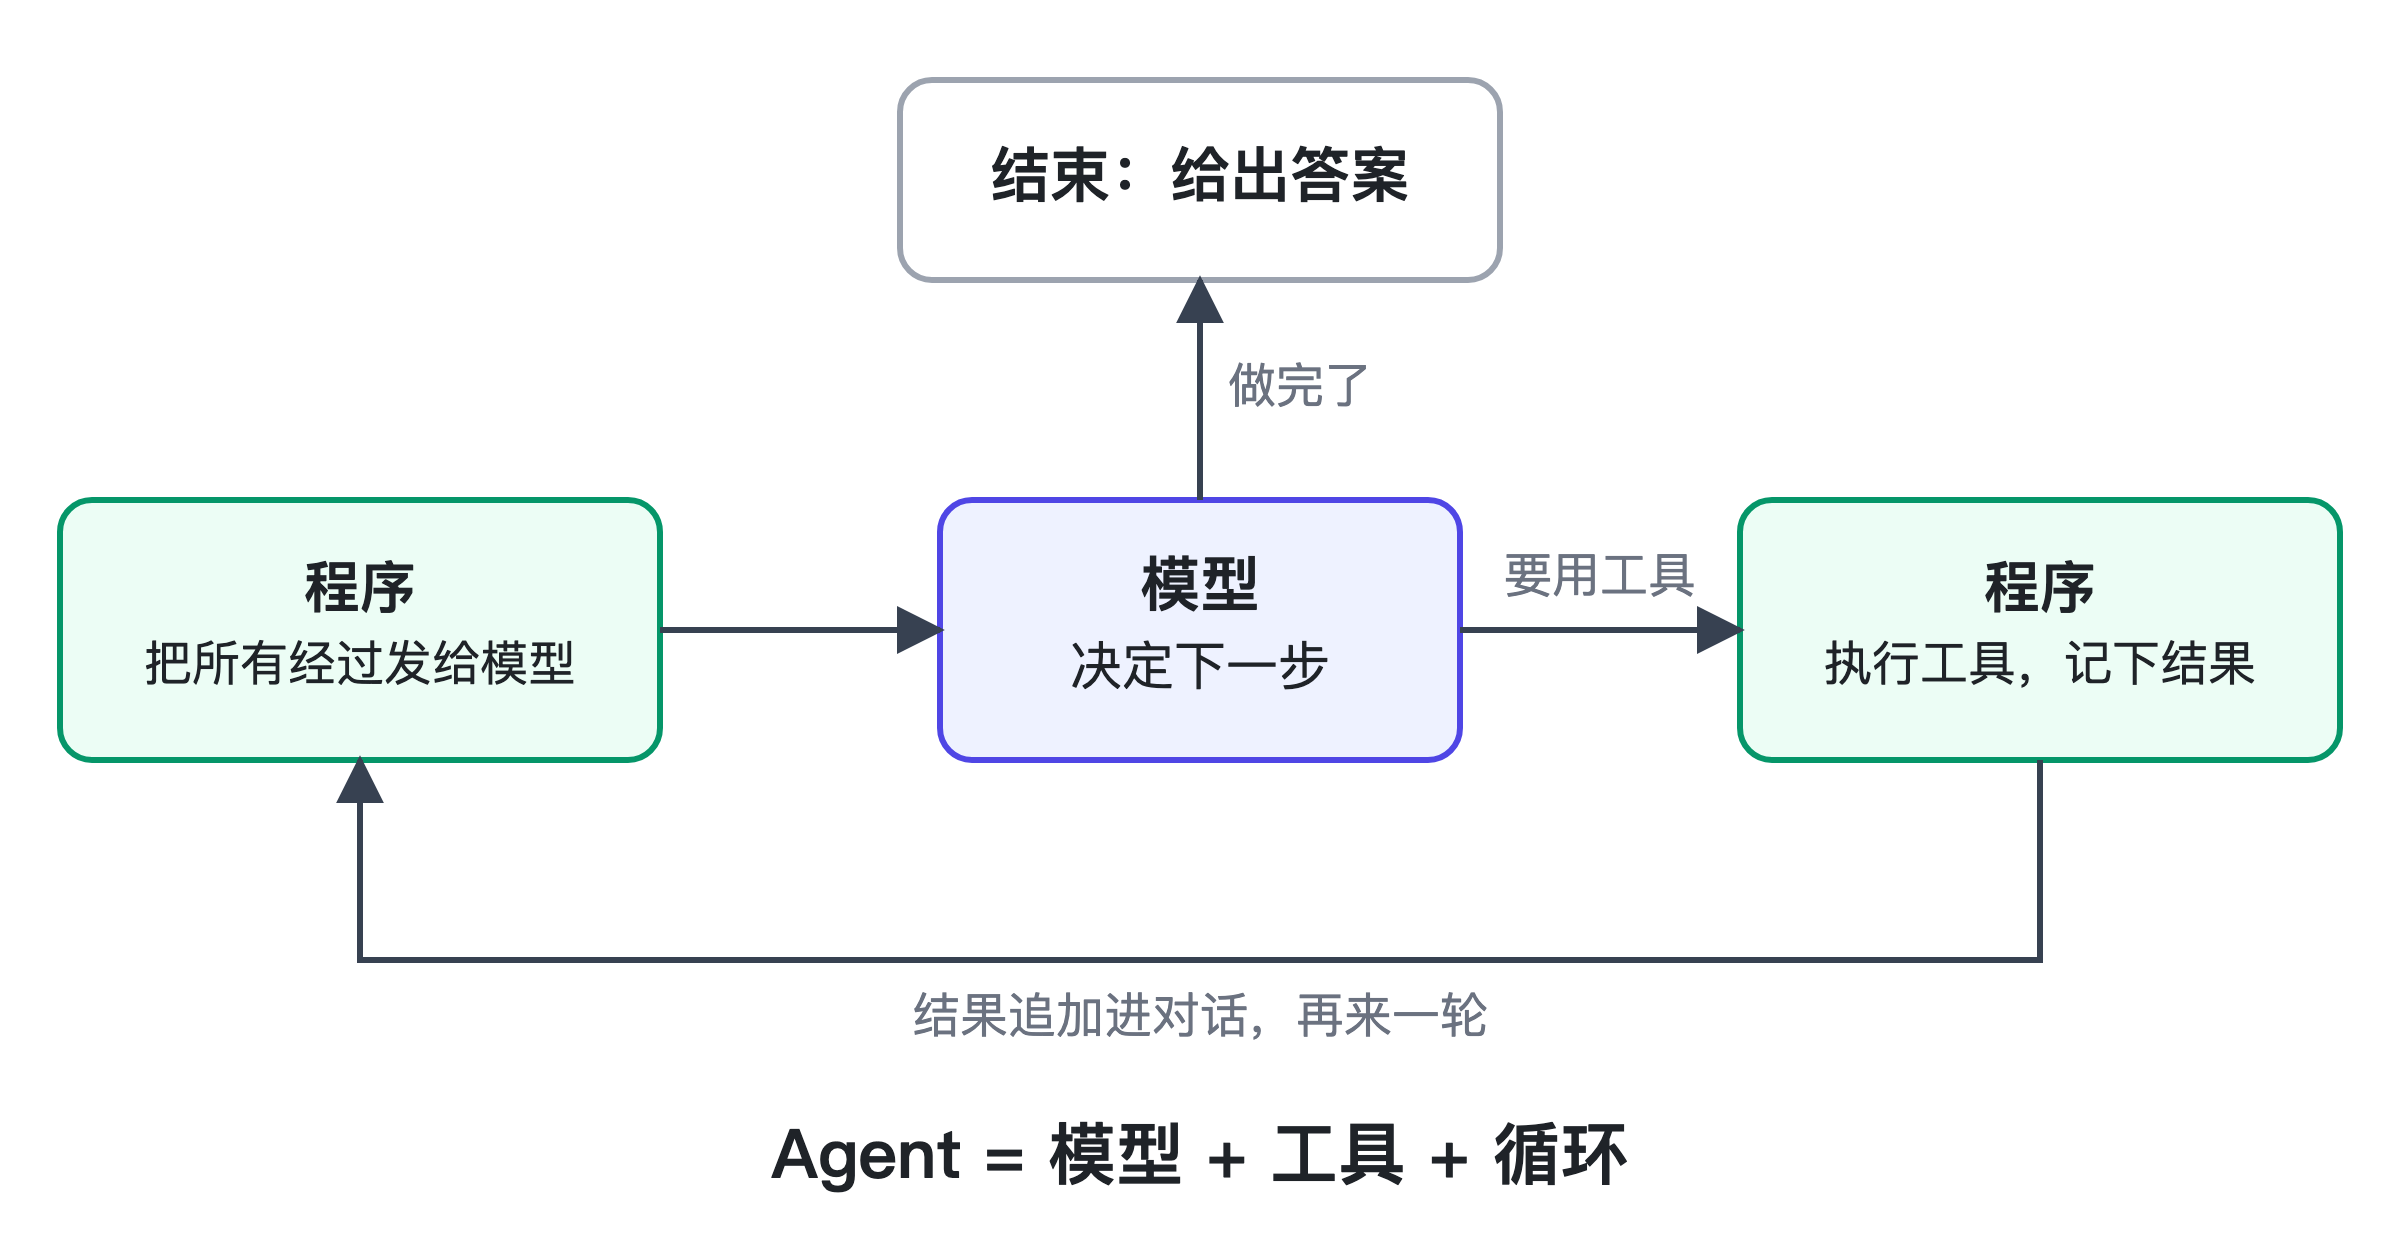 结束：给出答案
做完了
程序
把所有经过发给模型
模型
决定下一步
要用工具
程序
执行工具，记下结果
结果追加进对话，再来一轮
Agent = 模型 + 工具 + 循环